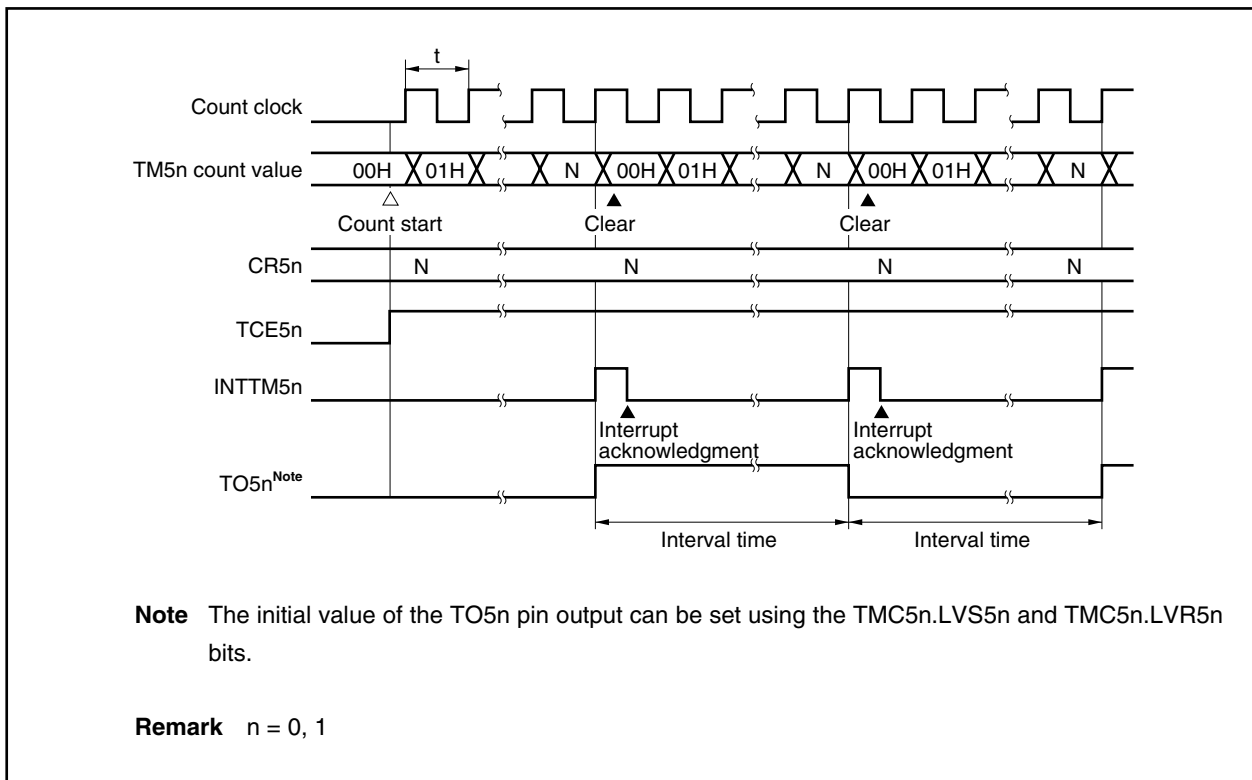 t
Count clock
TM5n count value 00H 01H N 00H 01H N 00H 01H N
Count start Clear Clear
CR5n N N N N
TCE5n
INTTM5n
Interrupt acknowledgment
Interrupt acknowledgment
TO5nNote
Interval time Interval time
Note The initial value of the TO5n pin output can be set using the TMC5n.LVS5n and TMC5n.LVR5n
bits.
Remark n = 0, 1